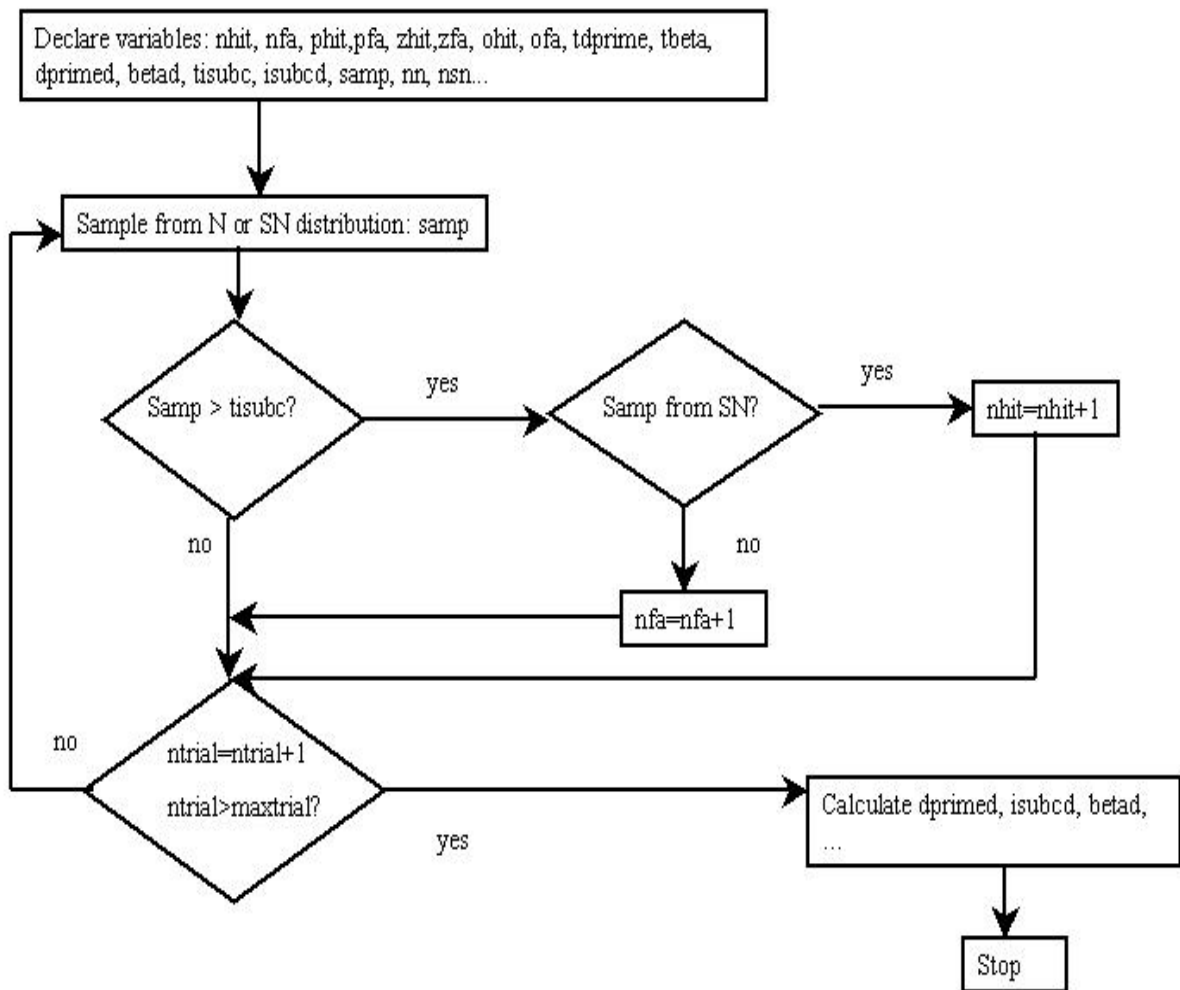 Declare variables: nhit, nfa, phit,pfa, zhit,zfa, ohit, ofa, tdprime, tbeta,
dprimed, betad, tisubc, isubcd, samp, nn, nsn...
Sample from N or SN distribution: samp
Samp > tisubc?
yes
Samp from SN?
yes
nhit=nhit+1
no
no
nfa=nfa+1
no
ntrial=ntrial+1
ntrial>maxtrial?
yes
Calculate dprimed, isubcd, betad,
...
Stop